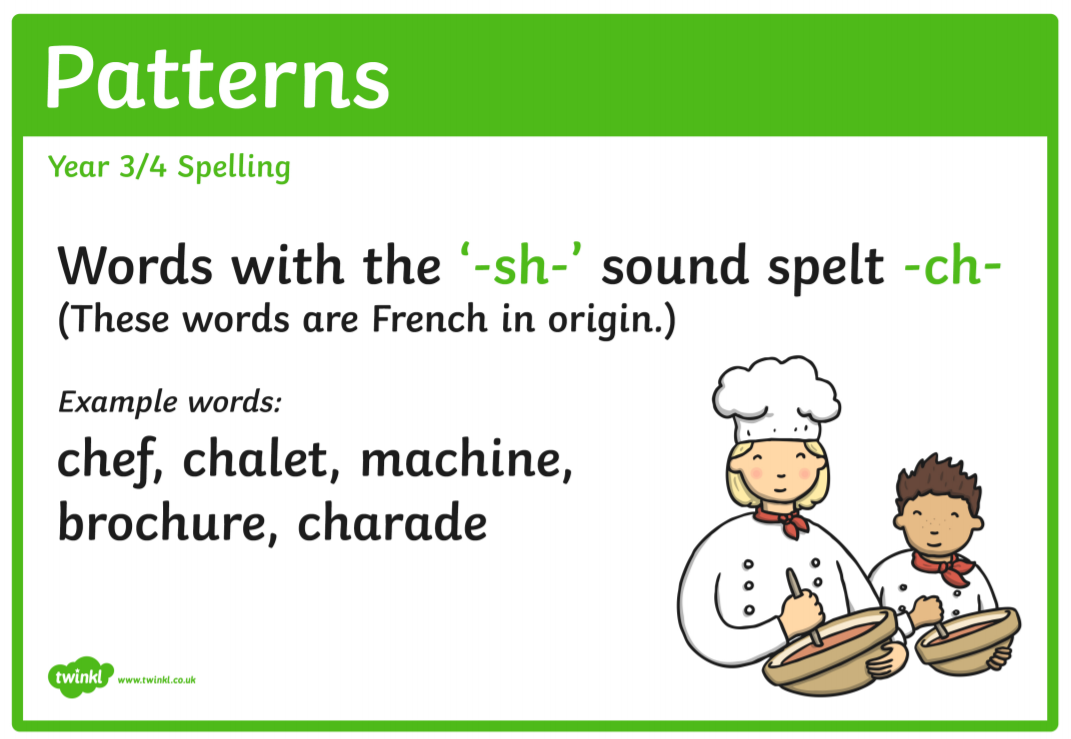 Patterns
Year 3/4 Spelling
Words with the ‘-sh-’ sound spelt -ch-
(These words are French in origin.)
Example words:
chef, chalet, machine,
brochure, charade
twinkl www.twinkl.co.uk